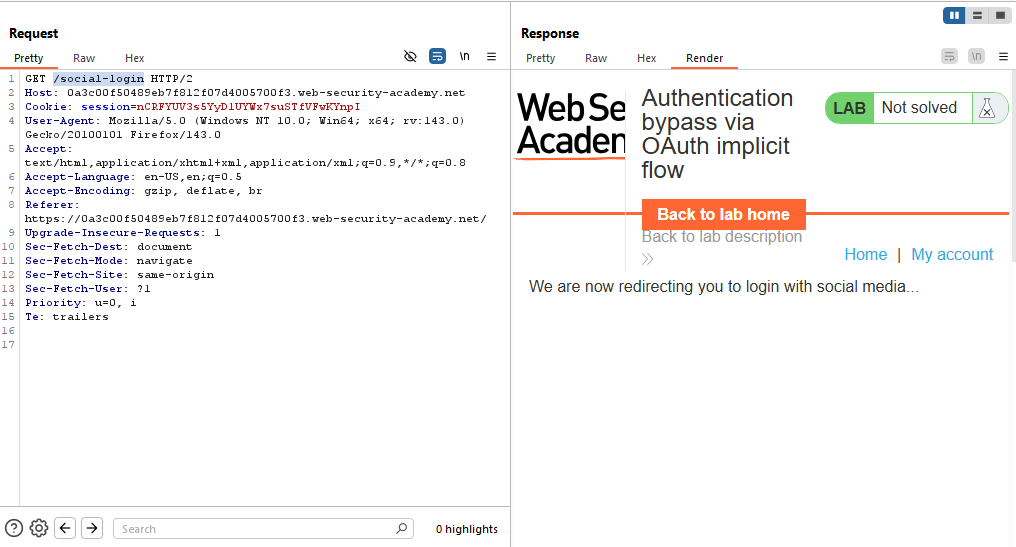 Request
Pretty Raw Hex
\n
1 GET /social-login HTTP/2
2 Host: 0a3c00f50489eb7f812f07d4005700f3.web-security-academy.net
3 Cookie: session=nCRFYUV3s5YyD1UYWx7suSTfVFwKYnpI
4 User-Agent: Mozilla/5.0 (Windows NT 10.0; Win64; x64; rv:143.0)
Gecko/20100101 Firefox/143.0
5 Accept:
text/html,application/xhtml+xml,application/xml;q=0.9,*/*;q=0.8
6 Accept-Language: en-US,en;q=0.5
7 Accept-Encoding: gzip, deflate, br
8 Referer:
https://0a3c00f50489eb7f812f07d4005700f3.web-security-academy.net/
9 Upgrade-Insecure-Requests: 1
10 Sec-Fetch-Dest: document
11 Sec-Fetch-Mode: navigate
12 Sec-Fetch-Site: same-origin
13 Sec-Fetch-User: ?1
14 Priority: u=0, i
15 Te: trailers
16
17
Search
0 highlights
Response
Pretty Raw Hex Render
\n
Web Se
Academ
Authentication
bypass via
OAuth implicit
flow
LAB Not solved
Back to lab home
Back to lab description
Home | My account
We are now redirecting you to login with social media...